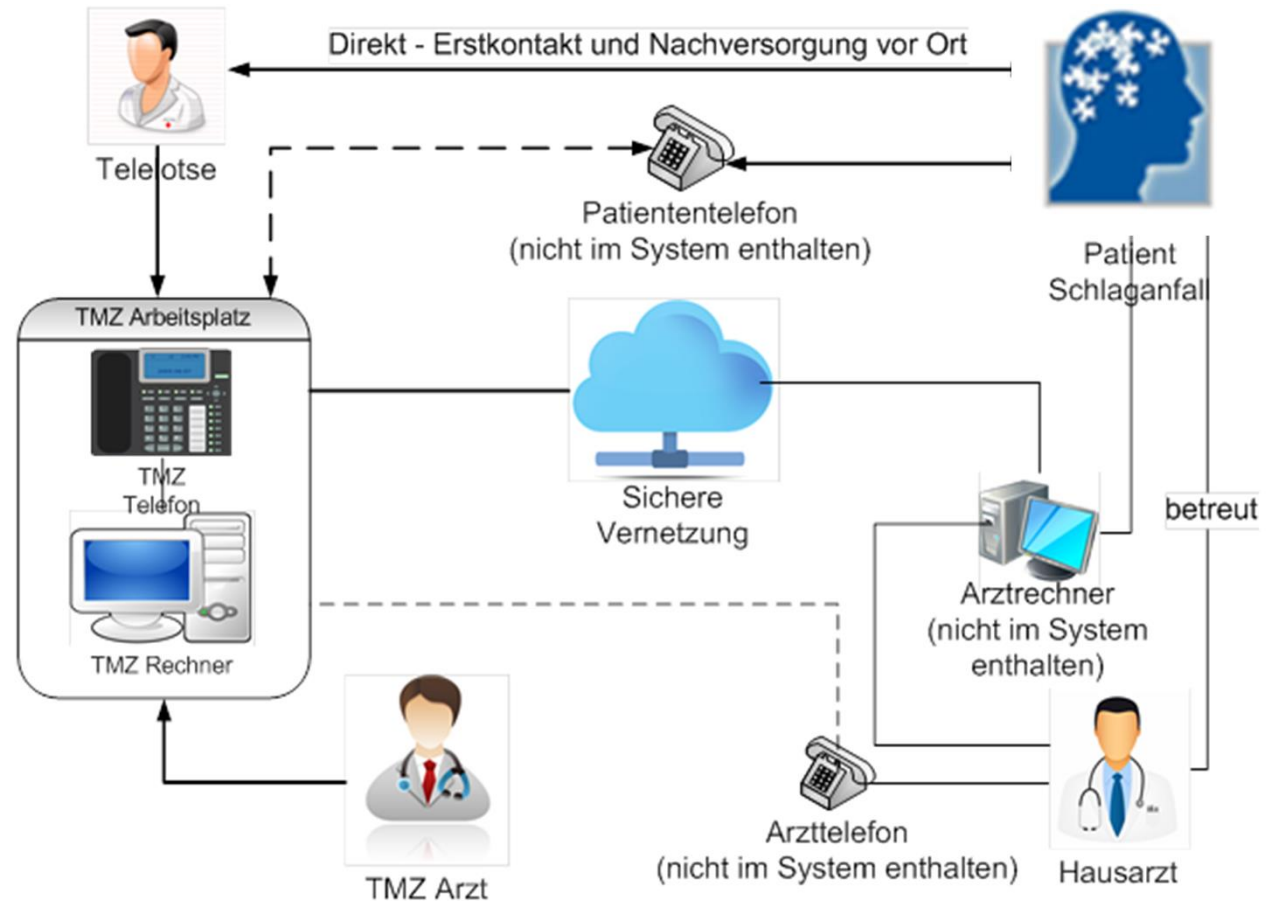 Direkt - Erstkontakt und Nachversorgung vor Ort
Telelotse
Patiententelefon
(nicht im System enthalten)
Patient
Schlaganfall
TMZ Arbeitsplatz
TMZ
Telefon
TMZ Rechner
Sichere
Vernetzung
betreut
Arztrechner
(nicht im System
enthalten)
Arzttelefon
(nicht im System enthalten)
TMZ Arzt
Hausarzt